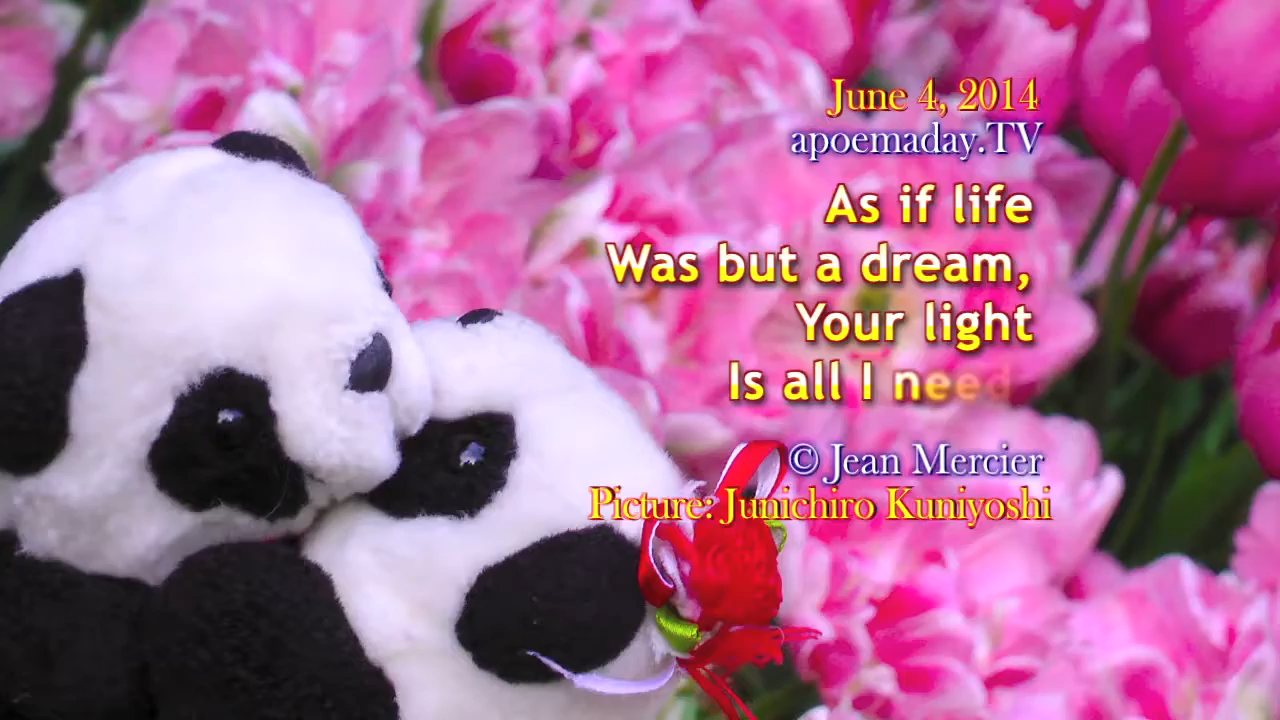 June 4, 2014
apoemaday.TV
As if life
Was but a dream,
Your light
Is all I need
© Jean Mercier
Picture: Junichiro Kuniyoshi